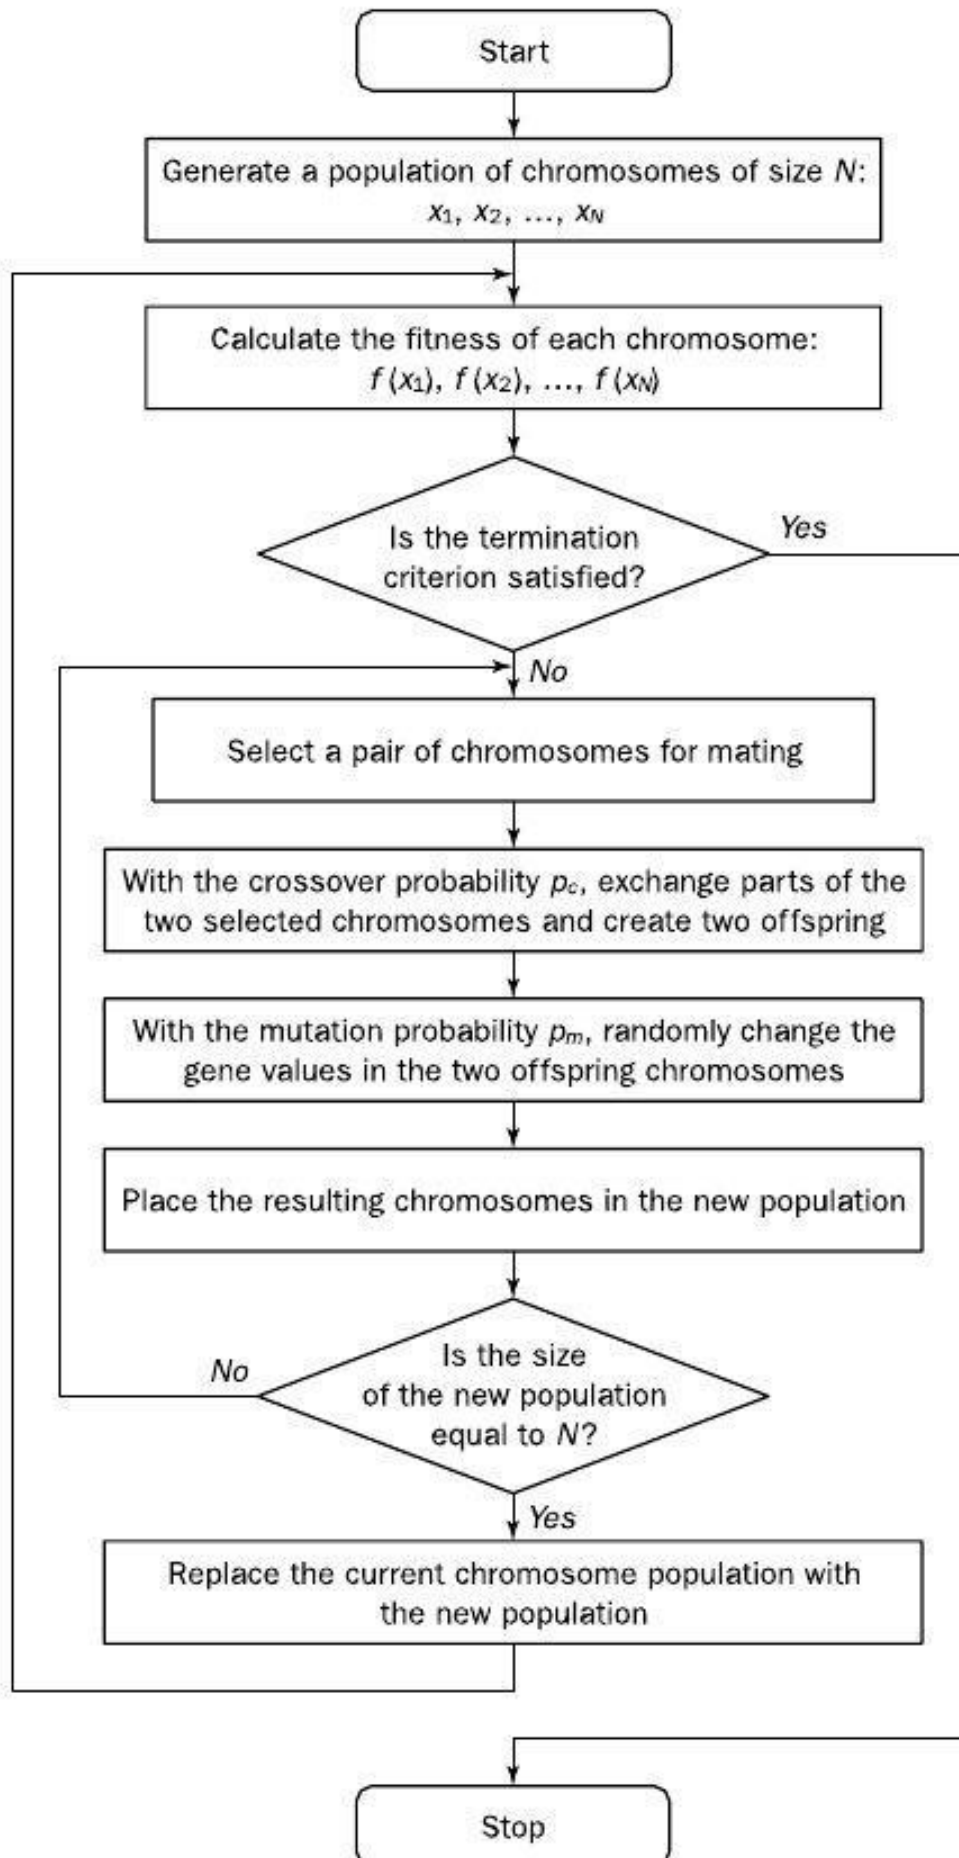 Start
Generate a population of chromosomes of size N:
x₁, x₂, ..., x_N
Calculate the fitness of each chromosome:
f (x₁), f (x₂), ..., f (x_N)
Is the termination
criterion satisfied?
Yes
No
Select a pair of chromosomes for mating
With the crossover probability p_c, exchange parts of the
two selected chromosomes and create two offspring
With the mutation probability p_m, randomly change the
gene values in the two offspring chromosomes
Place the resulting chromosomes in the new population
Is the size
of the new population
equal to N?
No
Yes
Replace the current chromosome population with
the new population
Stop